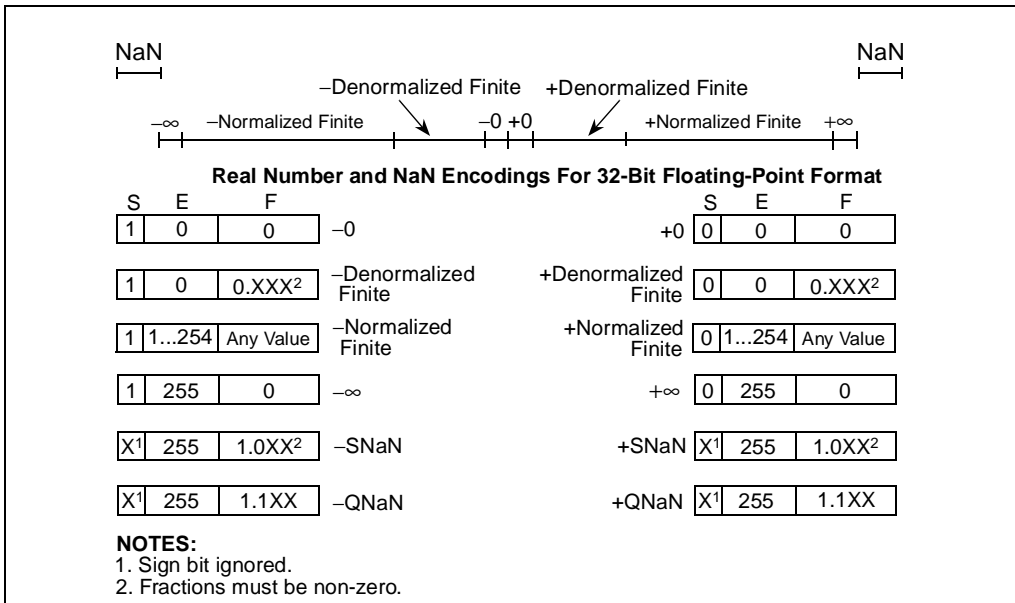 NaN NaN
−Denormalized Finite +Denormalized Finite
−∞ −Normalized Finite −0 +0 +Normalized Finite +∞
Real Number and NaN Encodings For 32-Bit Floating-Point Format
S E F S E F
1 0 0 −0 +0 0 0 0
1 0 0.XXX² −Denormalized Finite +Denormalized Finite 0 0 0.XXX²
1 1...254 Any Value −Normalized Finite +Normalized Finite 0 1...254 Any Value
1 255 0 −∞ +∞ 0 255 0
X¹ 255 1.0XX² −SNaN +SNaN X¹ 255 1.0XX²
X¹ 255 1.1XX −QNaN +QNaN X¹ 255 1.1XX
NOTES:
1. Sign bit ignored.
2. Fractions must be non-zero.